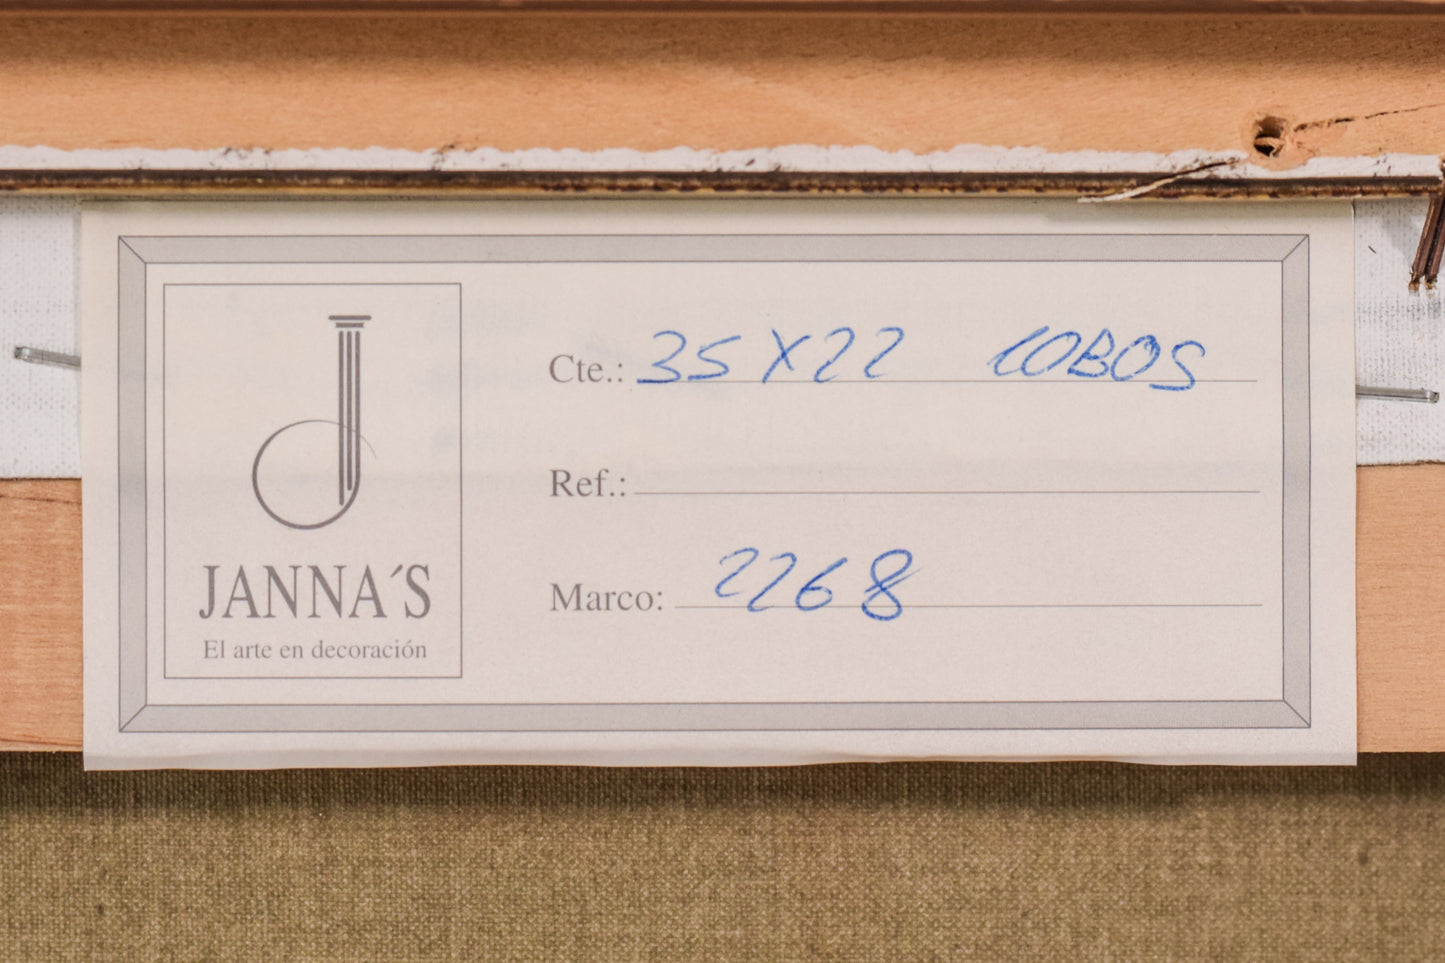 JANNA´S
El arte en decoración
Cte.: 35 X 22 LOBOS
Ref.:
Marco: 2268